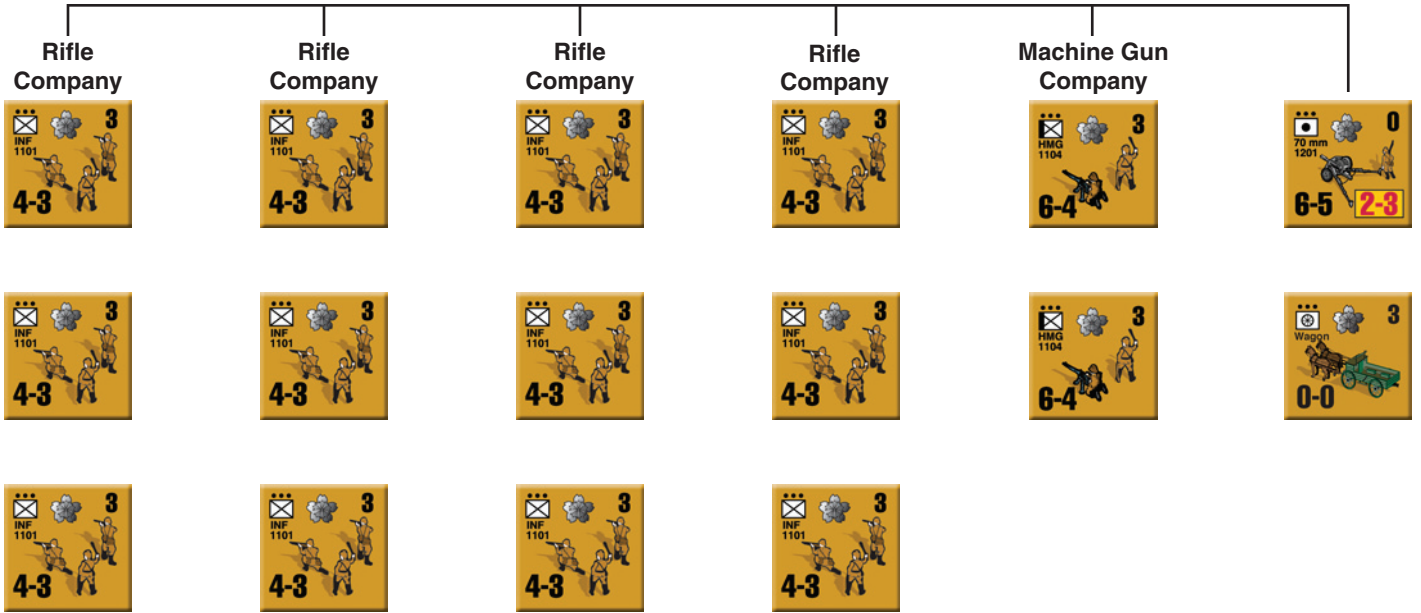 Rifle
Company
Rifle
Company
Rifle
Company
Rifle
Company
Machine Gun
Company
3
INF
1101
4-3
3
INF
1101
4-3
3
INF
1101
4-3
3
INF
1101
4-3
3
HMG
1104
6-4
0
70 mm
1201
6-5
2-3
3
INF
1101
4-3
3
INF
1101
4-3
3
INF
1101
4-3
3
INF
1101
4-3
3
HMG
1104
6-4
3
Wagon
0-0
3
INF
1101
4-3
3
INF
1101
4-3
3
INF
1101
4-3
3
INF
1101
4-3